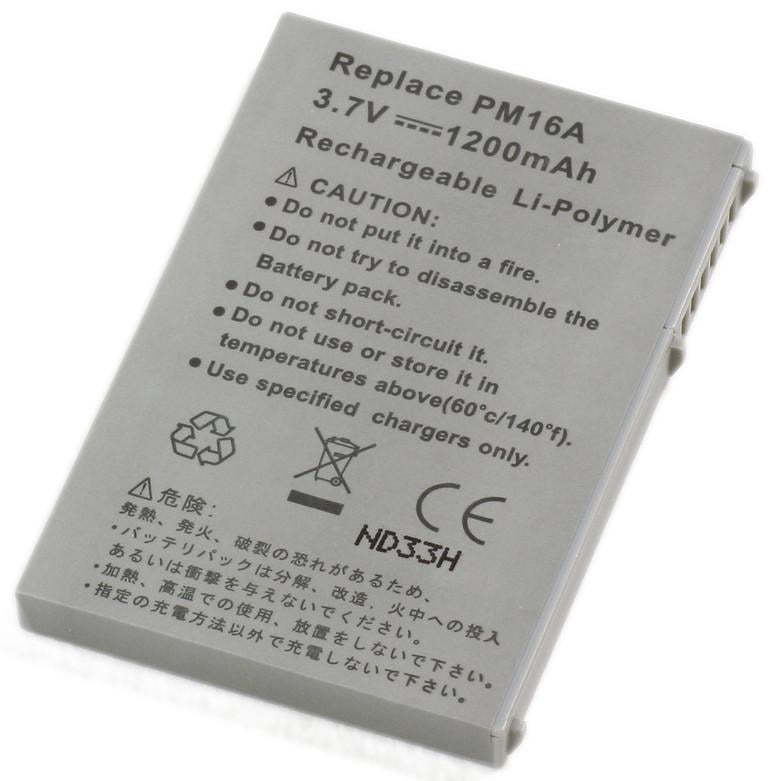 Replace PM16A
3.7V 1200mAh
Rechargeable Li-Polymer
⚠ CAUTION:
• Do not put it into a fire.
• Do not try to disassemble the
Battery pack.
• Do not short-circuit it.
• Do not use or store it in
temperatures above(60°c/140°f).
• Use specified chargers only.
CE
ND33H
⚠危険:
発熱、発火、破裂の恐れがあるため、
・バッテリパックは分解、改造、火中への投入
あるいは衝撃を与えないでください。
・加熱、高温での使用、放置をしないで下さい。
・指定の充電方法以外で充電しないで下さい。